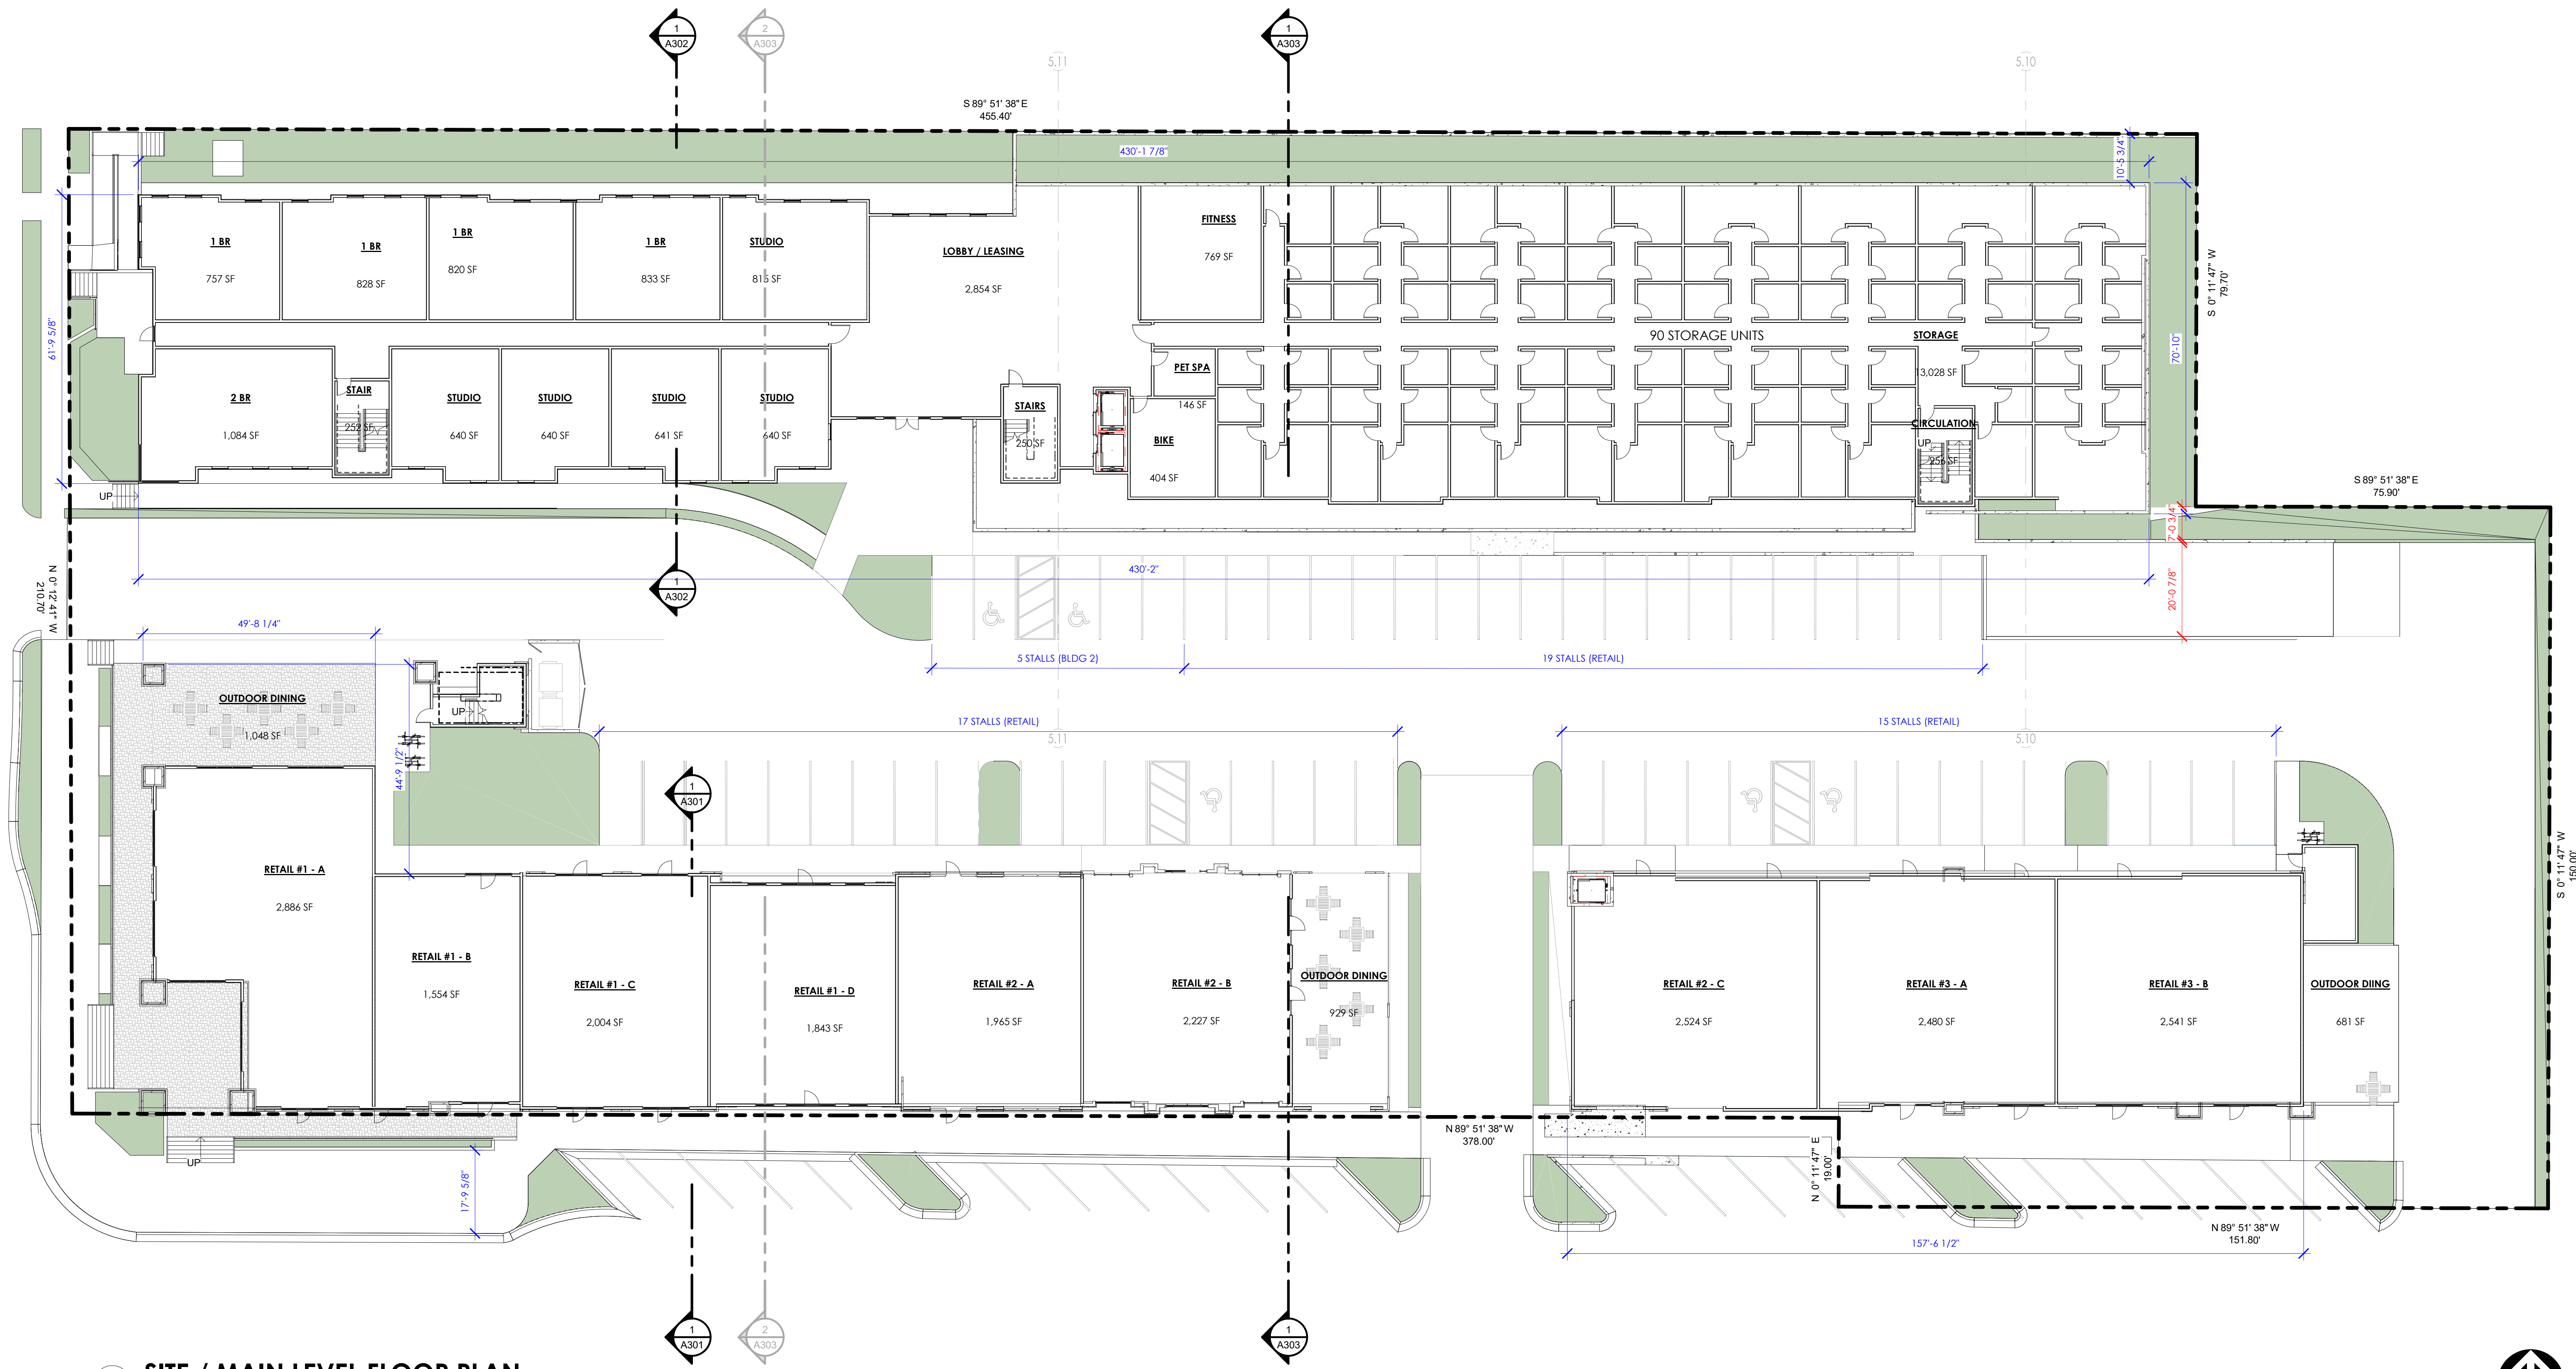 1
A302
2
A303
1
A303
5.11
5.10
S 89° 51' 38" E
455.40'
430'-1 7/8"
10'-5 3/4"
1 BR
757 SF
1 BR
828 SF
1 BR
820 SF
1 BR
833 SF
STUDIO
815 SF
LOBBY / LEASING
2,854 SF
FITNESS
769 SF
S 0° 11' 47" W
79.70'
61'-9 5/8"
90 STORAGE UNITS
STORAGE
13,028 SF
70'-10"
2 BR
1,084 SF
STAIR
252 SF
STUDIO
640 SF
STUDIO
640 SF
STUDIO
641 SF
STUDIO
640 SF
STAIRS
250 SF
PET SPA
146 SF
BIKE
404 SF
CIRCULATION
UP
256 SF
UP
S 89° 51' 38" E
75.90'
7'-0 3/4"
20'-0 7/8"
430'-2"
1
A302
N 0° 12' 41" W
210.70'
49'-8 1/4"
5 STALLS (BLDG 2)
19 STALLS (RETAIL)
OUTDOOR DINING
1,048 SF
UP
44'-9 1/2"
17 STALLS (RETAIL)
15 STALLS (RETAIL)
5.11
5.10
1
A301
RETAIL #1 - A
2,886 SF
RETAIL #1 - B
1,554 SF
RETAIL #1 - C
2,004 SF
RETAIL #1 - D
1,843 SF
RETAIL #2 - A
1,965 SF
RETAIL #2 - B
2,227 SF
OUTDOOR DINING
929 SF
RETAIL #2 - C
2,524 SF
RETAIL #3 - A
2,480 SF
RETAIL #3 - B
2,541 SF
OUTDOOR DIING
681 SF
S 0° 11' 47" W
150.00'
N 89° 51' 38" W
378.00'
N 0° 11' 47" E
19.00'
UP
17'-9 5/8"
N 89° 51' 38" W
151.80'
157'-6 1/2"
1
A301
2
A303
1
A303
SITE / MAIN LEVEL FLOOR PLAN